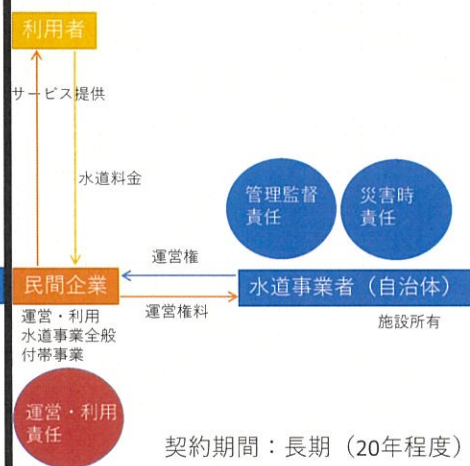 利用者
サービス提供
水道料金
管理監督
責任
災害時
責任
運営権
民間企業
水道事業者（自治体）
運営権料
運営・利用
水道事業全般
付帯事業
施設所有
運営・利用
責任
契約期間：長期（20年程度）